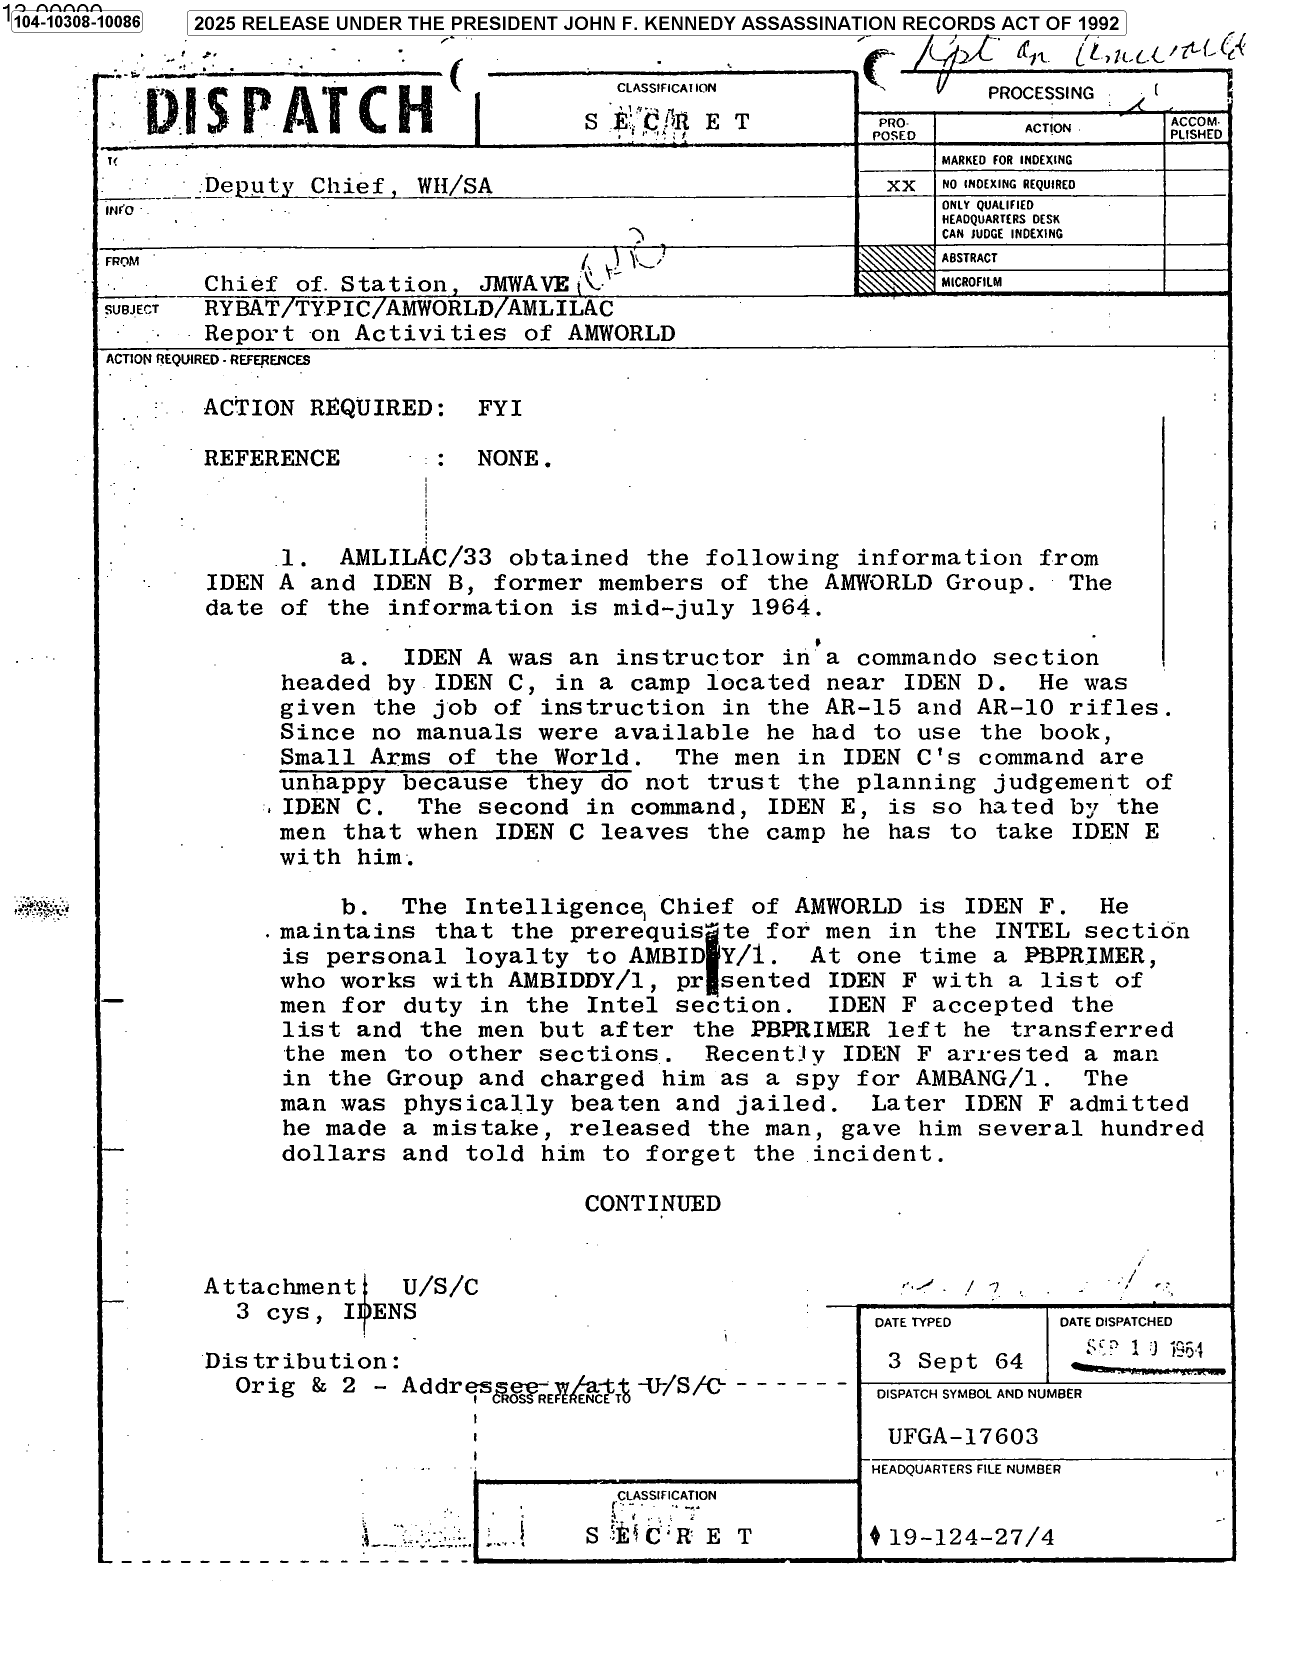 104-10308-10086
2025 RELEASE UNDER THE PRESIDENT JOHN F. KENNEDY ASSASSINATION RECORDS ACT OF 1992
Rpt on Amworld
DISPATCH
CLASSIFICATION
S E C R E T
PROCESSING
PRO-
POSED
ACTION
ACCOM-
PLISHED
TO
Deputy Chief, WH/SA
MARKED FOR INDEXING
XX NO INDEXING REQUIRED
INFO
ONLY QUALIFIED
HEADQUARTERS DESK
CAN JUDGE INDEXING
FROM
Chief of Station, JMWAVE
ABSTRACT
MICROFILM
SUBJECT
RYBAT/TYPIC/AMWORLD/AMLILAC
Report on Activities of AMWORLD
ACTION REQUIRED - REFERENCES
ACTION REQUIRED: FYI
REFERENCE : NONE.
1. AMLILAC/33 obtained the following information from
IDEN A and IDEN B, former members of the AMWORLD Group. The
date of the information is mid-july 1964.
a. IDEN A was an instructor in a commando section
headed by IDEN C, in a camp located near IDEN D. He was
given the job of instruction in the AR-15 and AR-10 rifles.
Since no manuals were available he had to use the book,
Small Arms of the World. The men in IDEN C's command are
unhappy because they do not trust the planning judgement of
IDEN C. The second in command, IDEN E, is so hated by the
men that when IDEN C leaves the camp he has to take IDEN E
with him.
b. The Intelligence Chief of AMWORLD is IDEN F. He
maintains that the prerequisite for men in the INTEL section
is personal loyalty to AMBIDDY/1. At one time a PBPRIMER,
who works with AMBIDDY/1, presented IDEN F with a list of
men for duty in the Intel section. IDEN F accepted the
list and the men but after the PBPRIMER left he transferred
the men to other sections. Recently IDEN F arrested a man
in the Group and charged him as a spy for AMBANG/1. The
man was physically beaten and jailed. Later IDEN F admitted
he made a mistake, released the man, gave him several hundred
dollars and told him to forget the incident.
CONTINUED
Attachment U/S/C
3 cys, IDENS
Distribution:
Orig & 2 - Addressee w/att U/S/C
CROSS REFERENCE TO
DATE TYPED
3 Sept 64
DATE DISPATCHED
SEP 10 1964
DISPATCH SYMBOL AND NUMBER
UFGA-17603
HEADQUARTERS FILE NUMBER
19-124-27/4
CLASSIFICATION
S E C R E T